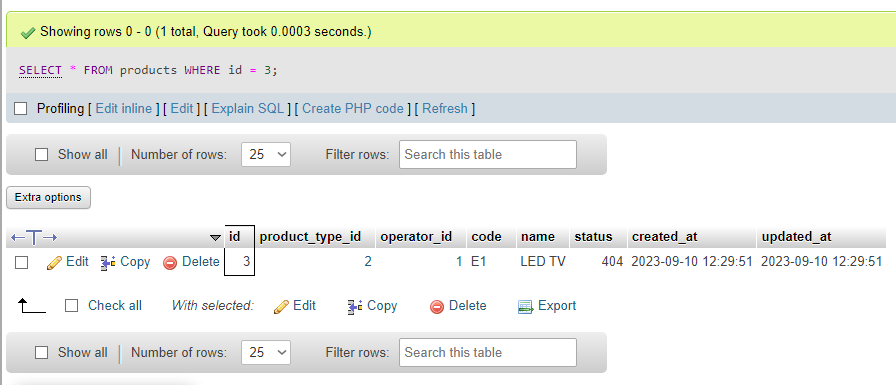 Showing rows 0 - 0 (1 total, Query took 0.0003 seconds.)
SELECT * FROM products WHERE id = 3;
Profiling [ Edit inline ] [ Edit ] [ Explain SQL ] [ Create PHP code ] [ Refresh ]
Show all Number of rows: 25 Filter rows: Search this table
Extra options
id product_type_id operator_id code name status created_at updated_at
Edit Copy Delete 3 2 1 E1 LED TV 404 2023-09-10 12:29:51 2023-09-10 12:29:51
Check all With selected: Edit Copy Delete Export
Show all Number of rows: 25 Filter rows: Search this table